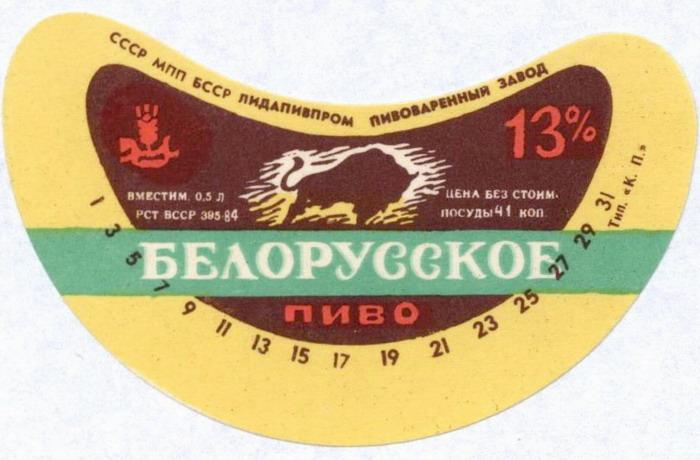 СССР МПП БССР ЛИДАПИВПРОМ ПИВОВАРЕННЫЙ ЗАВОД
13%
ВМЕСТИМ. 0,5 Л
РСТ БССР 395-84
ЦЕНА БЕЗ СТОИМ.
ПОСУДЫ 41 КОП.
БЕЛОРУССКОЕ
ПИВО
1 3 5 7 9 11 13 15 17 19 21 23 25 27 29 31
Тип. «К. П.»